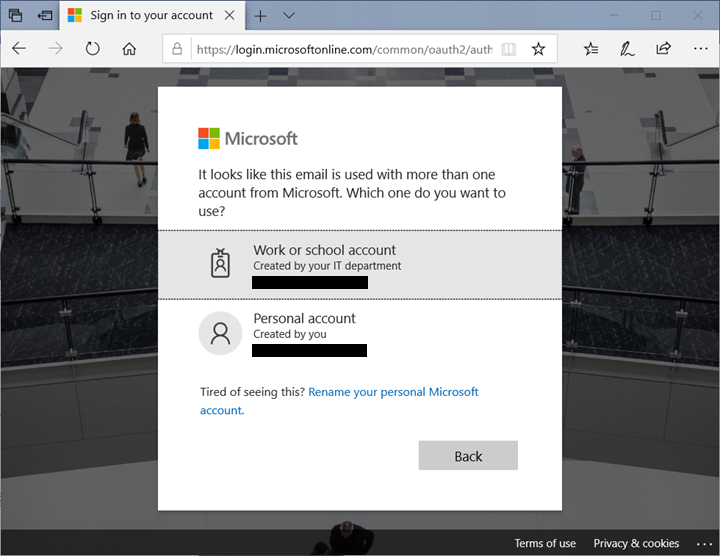 Sign in to your account
https://login.microsoftonline.com/common/oauth2/auth
Microsoft
It looks like this email is used with more than one
account from Microsoft. Which one do you want to
use?
Work or school account
Created by your IT department
Personal account
Created by you
Tired of seeing this? Rename your personal Microsoft
account.
Back
Terms of use Privacy & cookies ...